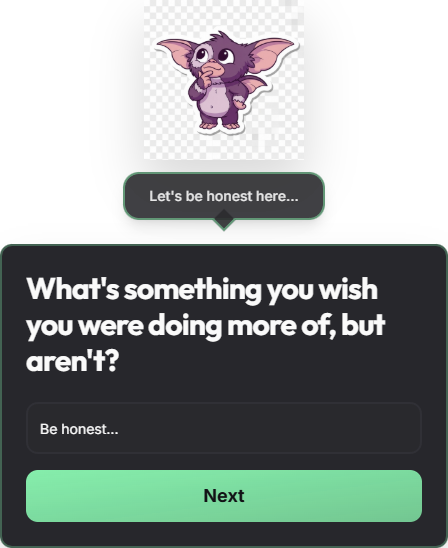 Let's be honest here...
What's something you wish
you were doing more of, but
aren't?
Be honest...
Next